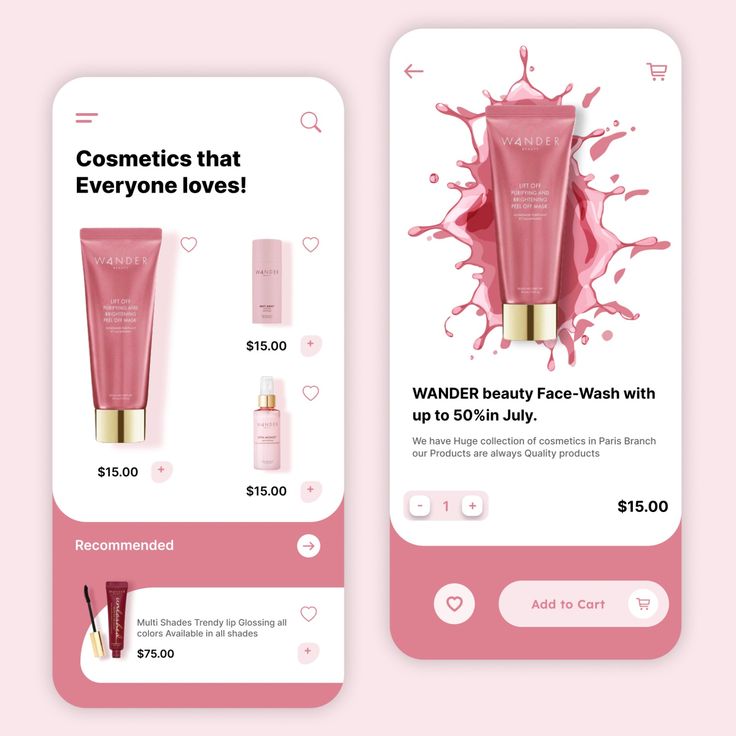 Cosmetics that
Everyone loves!
WANDER
BEAUTY
LIFT OFF
PURIFYING AND
BRIGHTENING
PEEL OFF MASK
$15.00
+
WANDER
$15.00
+
WANDER
$15.00
+
Recommended
WANDER
Multi Shades Trendy lip Glossing all
colors Available in all shades
$75.00
+
WANDER
BEAUTY
LIFT OFF
PURIFYING AND
BRIGHTENING
PEEL OFF MASK
WANDER beauty Face-Wash with
up to 50%in July.
We have Huge collection of cosmetics in Paris Branch
our Products are always Quality products
- 1 +
$15.00
Add to Cart